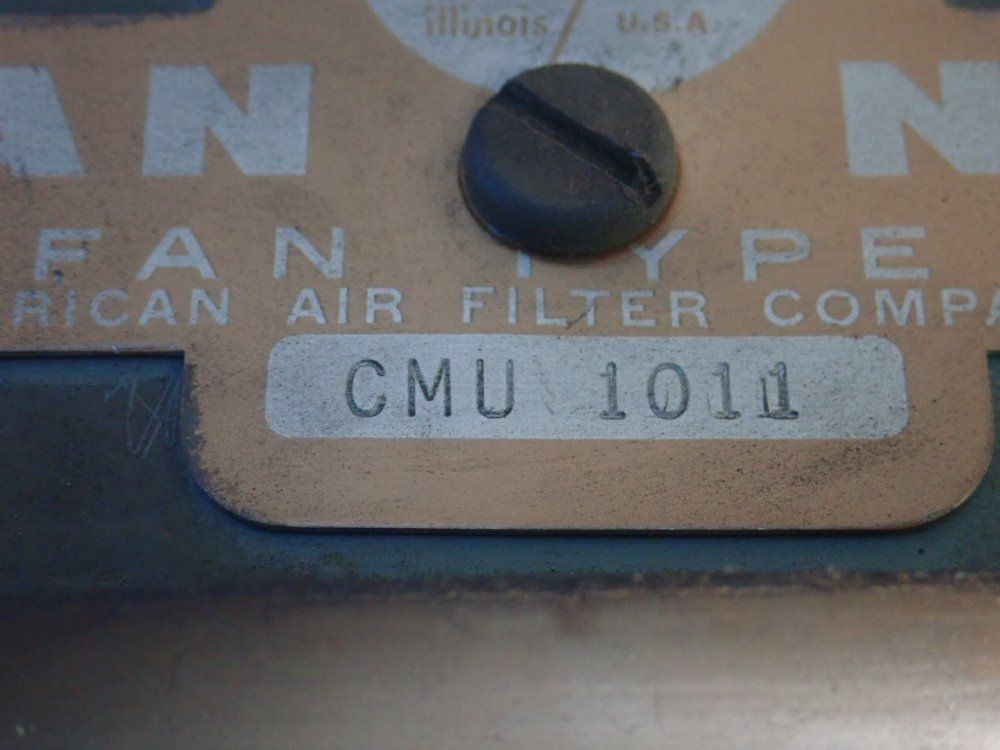 illinois U.S.A.
AN N
FAN TYPE
RICAN AIR FILTER COMPA
CMU 1011